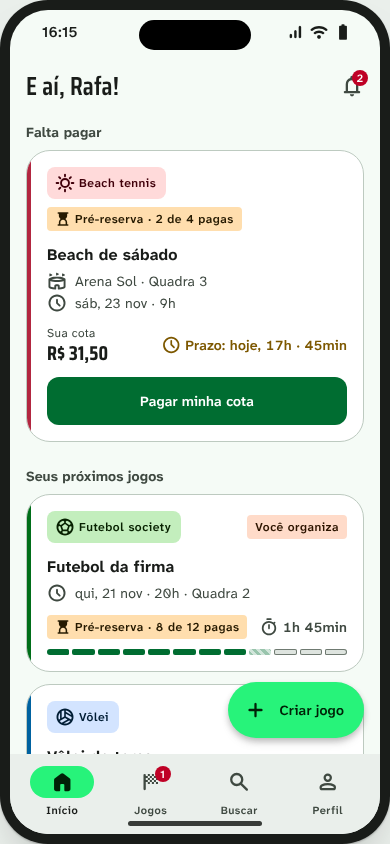 16:15
E aí, Rafa!
2
Falta pagar
Beach tennis
Pré-reserva · 2 de 4 pagas
Beach de sábado
Arena Sol · Quadra 3
sáb, 23 nov · 9h
Sua cota
R$ 31,50
Prazo: hoje, 17h · 45min
Pagar minha cota
Seus próximos jogos
Futebol society
Você organiza
Futebol da firma
qui, 21 nov · 20h · Quadra 2
Pré-reserva · 8 de 12 pagas
1h 45min
Vôlei
Criar jogo
1
Início
Jogos
Buscar
Perfil